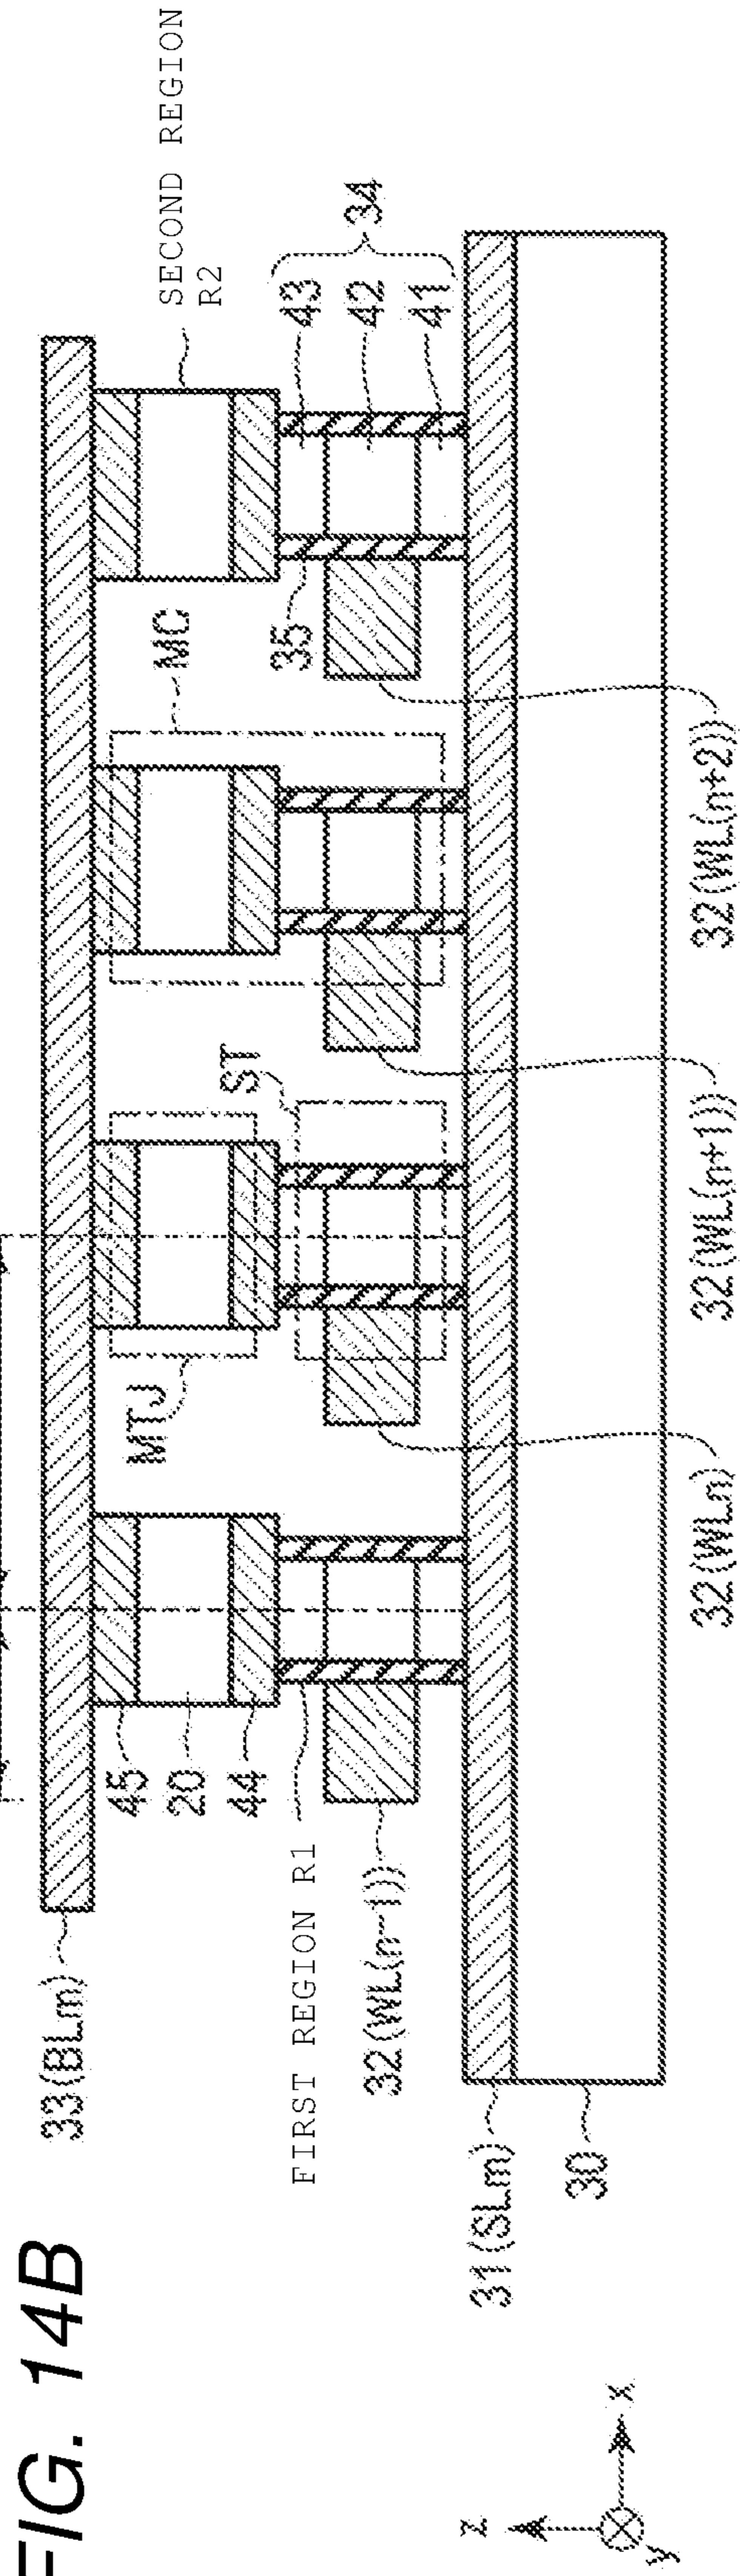 FIG. 14B
33(BLm)
45
20
44
FIRST REGION R1
32(WL(n−1))
31(SLm)
30
MTJ
ST
MC
35
SECOND REGION
R2
43
42
41
34
32(WLn)
32(WL(n+1))
32(WL(n+2))
z
x
y